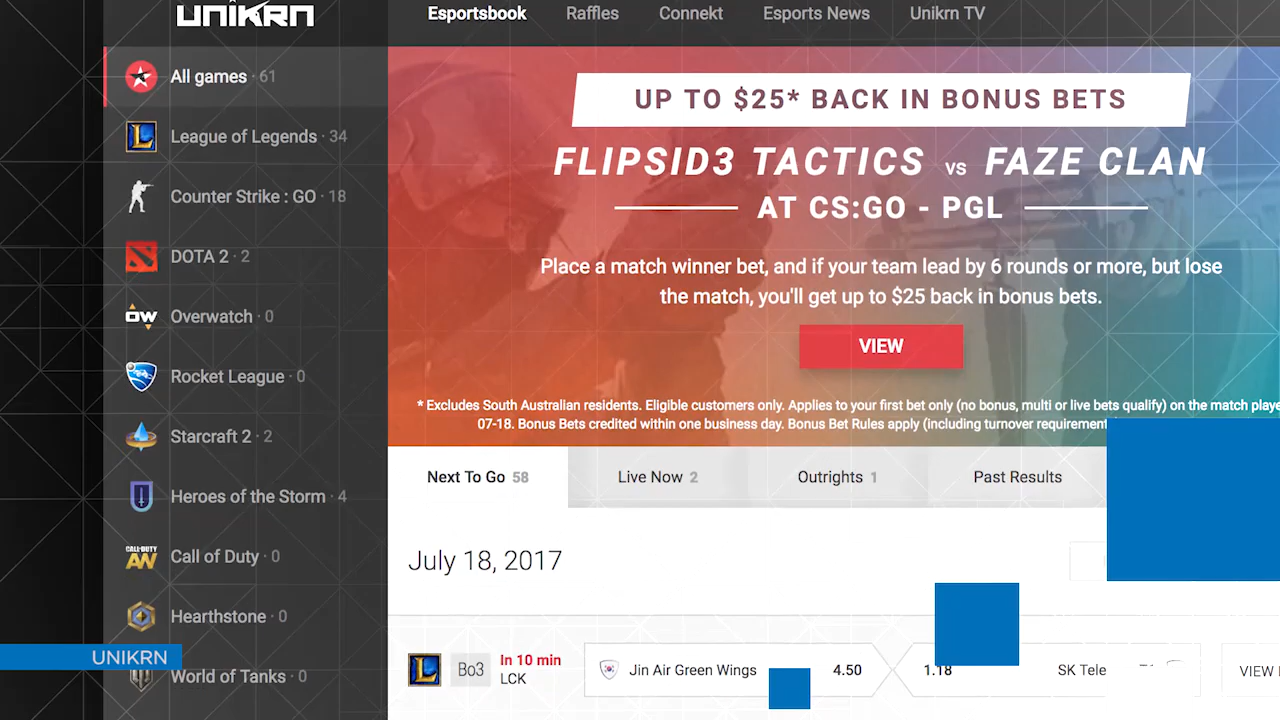 UNIKRN
Esportsbook Raffles Connekt Esports News Unikrn TV
All games · 61
League of Legends · 34
Counter Strike : GO · 18
DOTA 2 · 2
OW Overwatch · 0
Rocket League · 0
Starcraft 2 · 2
Heroes of the Storm · 4
CALL OF DUTY AW Call of Duty · 0
Hearthstone · 0
World of Tanks · 0
UNIKRN
UP TO $25* BACK IN BONUS BETS
FLIPSID3 TACTICS VS FAZE CLAN
AT CS:GO - PGL
Place a match winner bet, and if your team lead by 6 rounds or more, but lose
the match, you'll get up to $25 back in bonus bets.
VIEW
* Excludes South Australian residents. Eligible customers only. Applies to your first bet only (no bonus, multi or live bets qualify) on the match
07-18. Bonus Bets credited within one business day. Bonus Bet Rules apply (including turnover
Next To Go 58 Live Now 2 Outrights 1 Past Results
July 18, 2017
L Bo3 In 10 min
LCK
Jin Air Green Wings 4.50 1.18 SK Tele VIEW